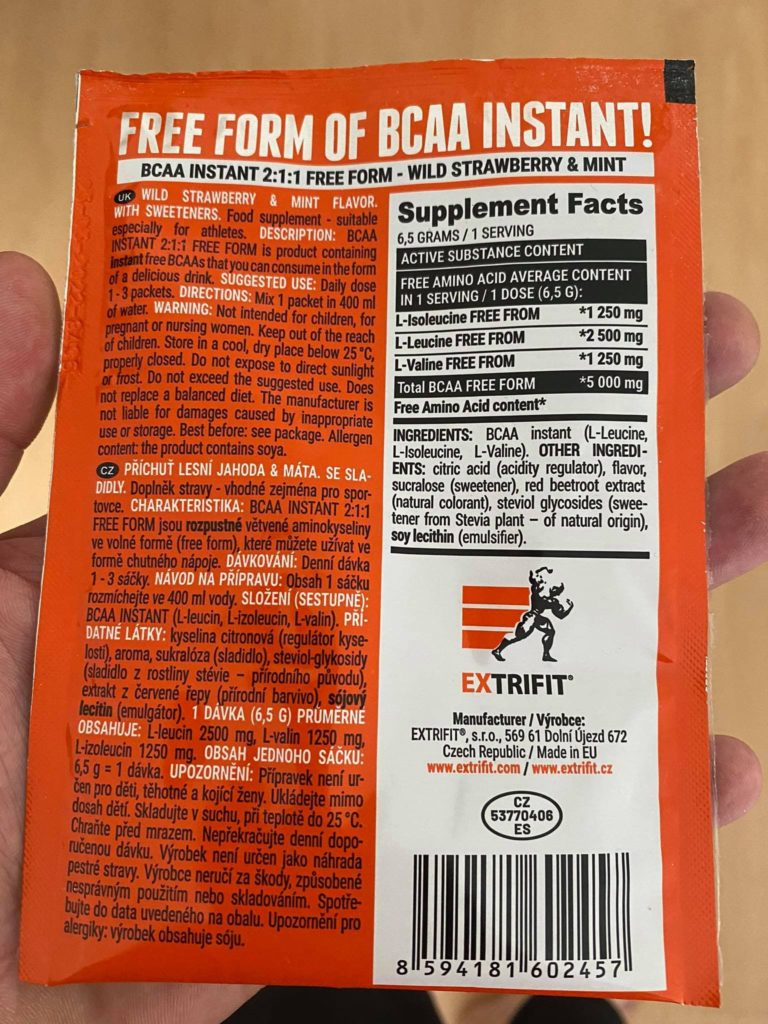 FREE FORM OF BCAA INSTANT!
BCAA INSTANT 2:1:1 FREE FORM - WILD STRAWBERRY & MINT
UK WILD STRAWBERRY & MINT FLAVOR.
WITH SWEETENERS. Food supplement - suitable
especially for athletes. DESCRIPTION: BCAA
INSTANT 2:1:1 FREE FORM is product containing
instant free BCAAs that you can consume in the form
of a delicious drink. SUGGESTED USE: Daily dose
1 - 3 packets. DIRECTIONS: Mix 1 packet in 400 ml
of water. WARNING: Not intended for children, for
pregnant or nursing women. Keep out of the reach
of children. Store in a cool, dry place below 25 °C,
properly closed. Do not expose to direct sunlight
or frost. Do not exceed the suggested use. Does
not replace a balanced diet. The manufacturer is
not liable for damages caused by inappropriate
use or storage. Best before: see package. Allergen
content: the product contains soya.
CZ PŘÍCHUŤ LESNÍ JAHODA & MÁTA. SE SLA-
DIDLY. Doplněk stravy - vhodné zejména pro spor-
tovce. CHARAKTERISTIKA: BCAA INSTANT 2:1:1
FREE FORM jsou rozpustné větvené aminokyseliny
ve volné formě (free form), které můžete užívat ve
formě chutného nápoje. DÁVKOVÁNÍ: Denní dávka
1 - 3 sáčky. NÁVOD NA PŘÍPRAVU: Obsah 1 sáčku
rozmíchejte ve 400 ml vody. SLOŽENÍ (SESTUPNĚ):
BCAA INSTANT (L-leucin, L-izoleucin, L-valin). PŘÍ-
DATNÉ LÁTKY: kyselina citronová (regulátor kyse-
losti), aroma, sukralóza (sladidlo), steviol-glykosidy
(sladidlo z rostliny stévie – přírodního původu),
extrakt z červené řepy (přírodní barvivo), sójový
lecitin (emulgátor). 1 DÁVKA (6,5 G) PRŮMĚRNĚ
OBSAHUJE: L-leucin 2500 mg, L-valin 1250 mg,
L-izoleucin 1250 mg. OBSAH JEDNOHO SÁČKU:
6,5 g = 1 dávka. UPOZORNĚNÍ: Přípravek není ur-
čen pro děti, těhotné a kojící ženy. Ukládejte mimo
dosah dětí. Skladujte v suchu, při teplotě do 25 °C.
Chraňte před mrazem. Nepřekračujte denní dopo-
ručenou dávku. Výrobek není určen jako náhrada
pestré stravy. Výrobce neručí za škody, způsobené
nesprávným použitím nebo skladováním. Spotře-
bujte do data uvedeného na obalu. Upozornění pro
alergiky: výrobek obsahuje sóju.
Supplement Facts
6,5 GRAMS / 1 SERVING
ACTIVE SUBSTANCE CONTENT
FREE AMINO ACID AVERAGE CONTENT
IN 1 SERVING / 1 DOSE (6,5 G):
L-Isoleucine FREE FROM *1 250 mg
L-Leucine FREE FROM *2 500 mg
L-Valine FREE FROM *1 250 mg
Total BCAA FREE FORM *5 000 mg
Free Amino Acid content*
INGREDIENTS: BCAA instant (L-Leucine,
L-Isoleucine, L-Valine). OTHER INGREDI-
ENTS: citric acid (acidity regulator), flavor,
sucralose (sweetener), red beetroot extract
(natural colorant), steviol glycosides (swee-
tener from Stevia plant – of natural origin),
soy lecithin (emulsifier).
EXTRIFIT®
Manufacturer / Výrobce:
EXTRIFIT®, s.r.o., 569 61 Dolní Újezd 672
Czech Republic / Made in EU
www.extrifit.com / www.extrifit.cz
CZ
53770406
ES
8 594181 602457